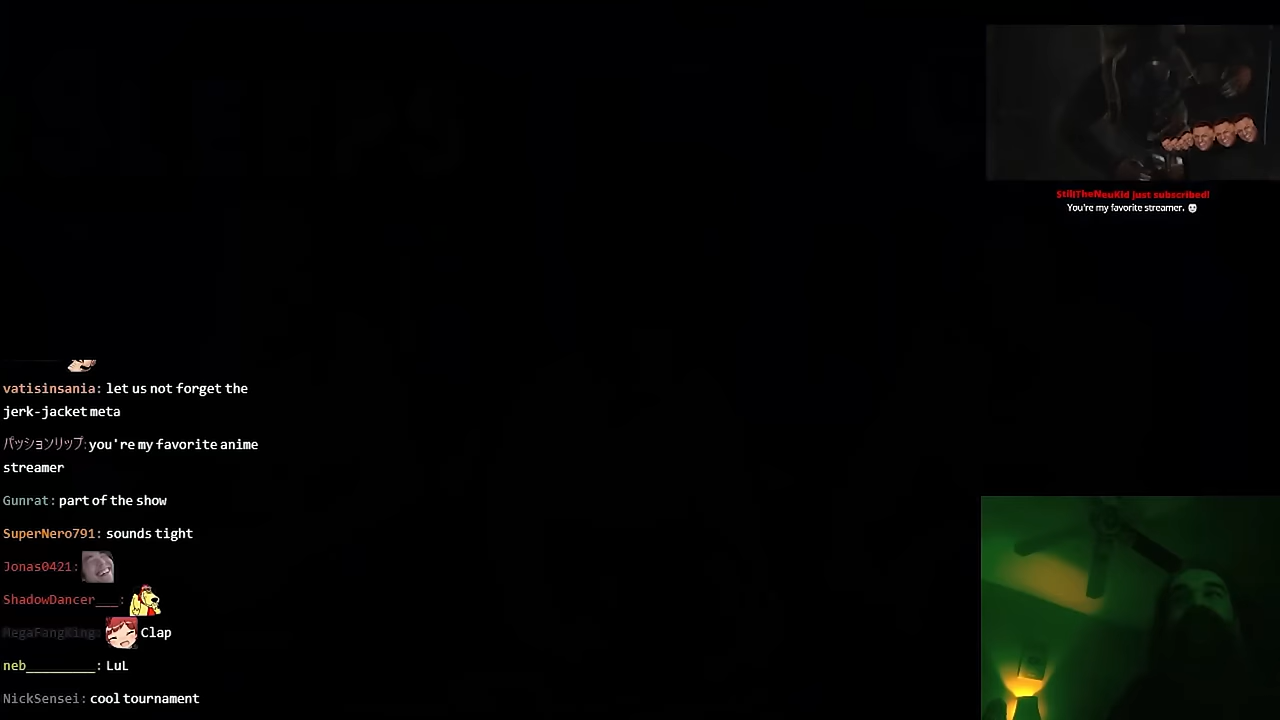 StillTheNeuKid just subscribed!
You're my favorite streamer.
vatisinsania: let us not forget the
jerk-jacket meta
パッションリップ: you're my favorite anime
streamer
Gunrat: part of the show
SuperNero791: sounds tight
Jonas0421:
ShadowDancer___:
MegaFangKing: Clap
neb_________: LuL
NickSensei: cool tournament